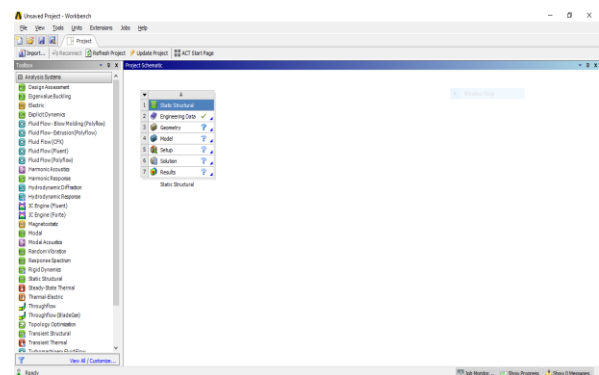 Unsaved Project - Workbench
File View Tools Units Extensions Jobs Help
Project
Import... Reconnect Refresh Project Update Project ACT Start Page
Toolbox
Project Schematic
Analysis Systems
Design Assessment
Eigenvalue Buckling
Electric
Explicit Dynamics
Fluid Flow - Blow Molding (Polyflow)
Fluid Flow - Extrusion (Polyflow)
Fluid Flow (CFX)
Fluid Flow (Fluent)
Fluid Flow (Polyflow)
Harmonic Acoustics
Harmonic Response
Hydrodynamic Diffraction
Hydrodynamic Response
IC Engine (Fluent)
IC Engine (Forte)
Magnetostatic
Modal
Modal Acoustics
Random Vibration
Response Spectrum
Rigid Dynamics
Static Structural
Steady-State Thermal
Thermal-Electric
Throughflow
Throughflow (BladeGen)
Topology Optimization
Transient Structural
Transient Thermal
Turbomachinery Fluid Flow
View All / Customize...
A
1 Static Structural
2 Engineering Data
3 Geometry ?
4 Model ?
5 Setup ?
6 Solution ?
7 Results ?
Static Structural
Ready
Job Monitor... Show Progress Show 0 Messages